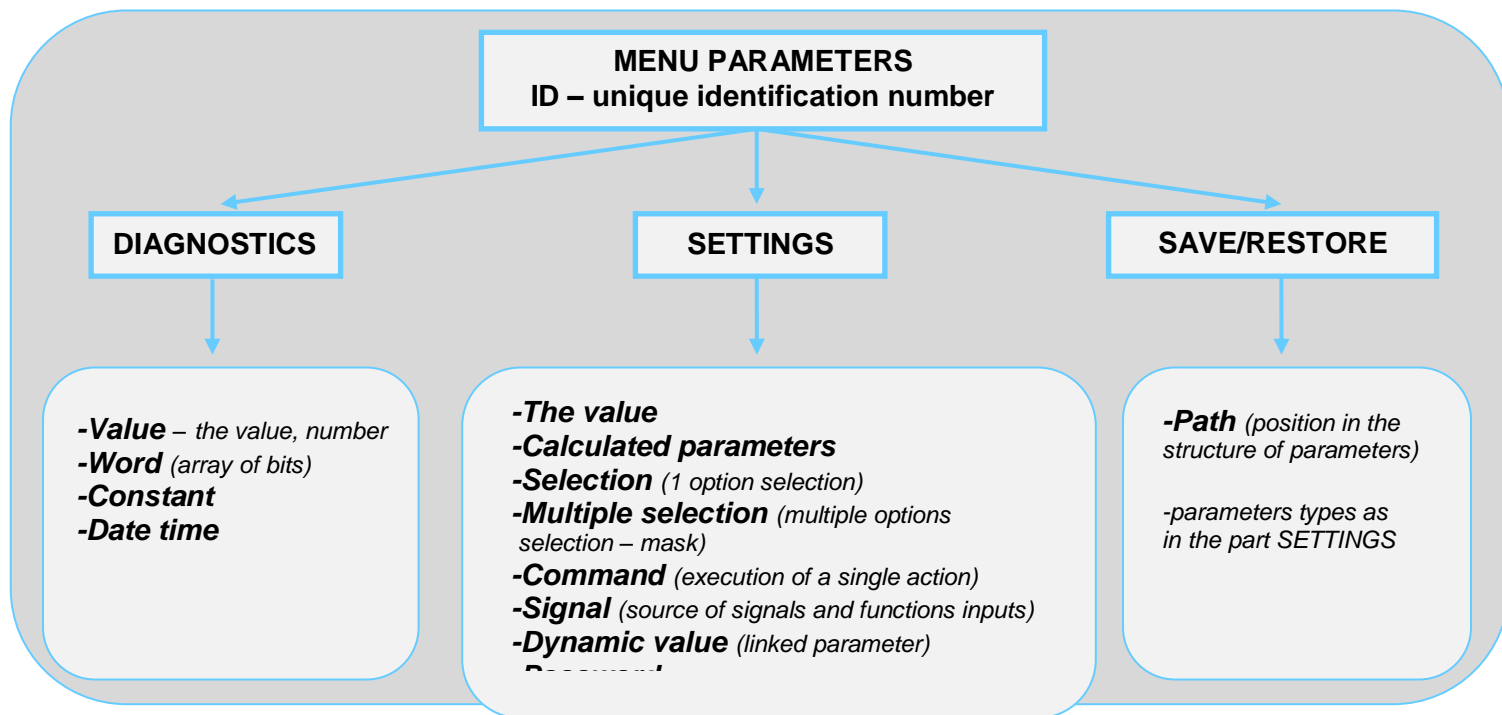 MENU PARAMETERS
ID – unique identification number
DIAGNOSTICS
SETTINGS
SAVE/RESTORE
-Value – the value, number
-Word (array of bits)
-Constant
-Date time
-The value
-Calculated parameters
-Selection (1 option selection)
-Multiple selection (multiple options
selection – mask)
-Command (execution of a single action)
-Signal (source of signals and functions inputs)
-Dynamic value (linked parameter)
-Path (position in the
structure of parameters)
-parameters types as
in the part SETTINGS